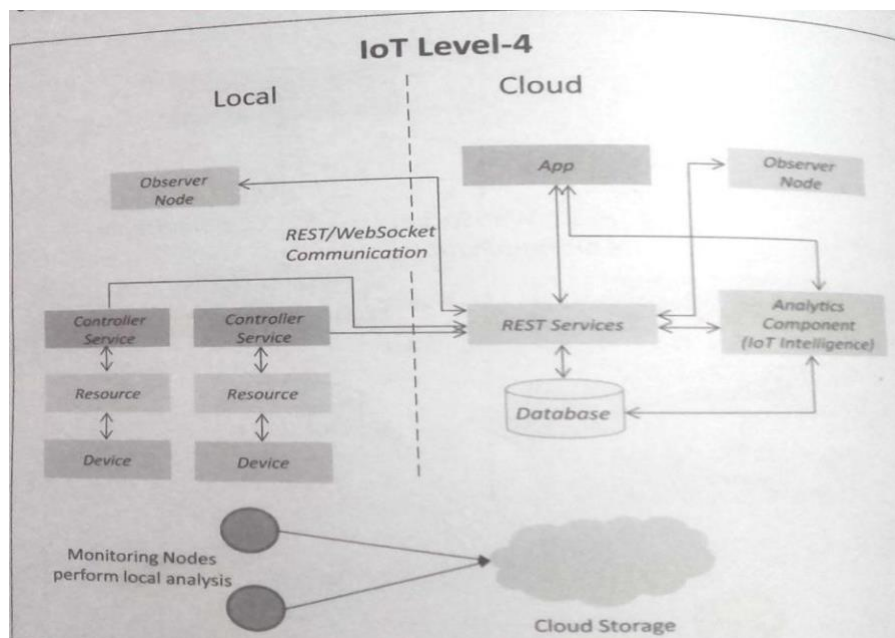 IoT Level-4
Local
Cloud
Observer
Node
App
Observer
Node
REST/WebSocket
Communication
Controller
Service
Controller
Service
REST Services
Analytics
Component
(IoT Intelligence)
Resource
Resource
Database
Device
Device
Monitoring Nodes
perform local analysis
Cloud Storage